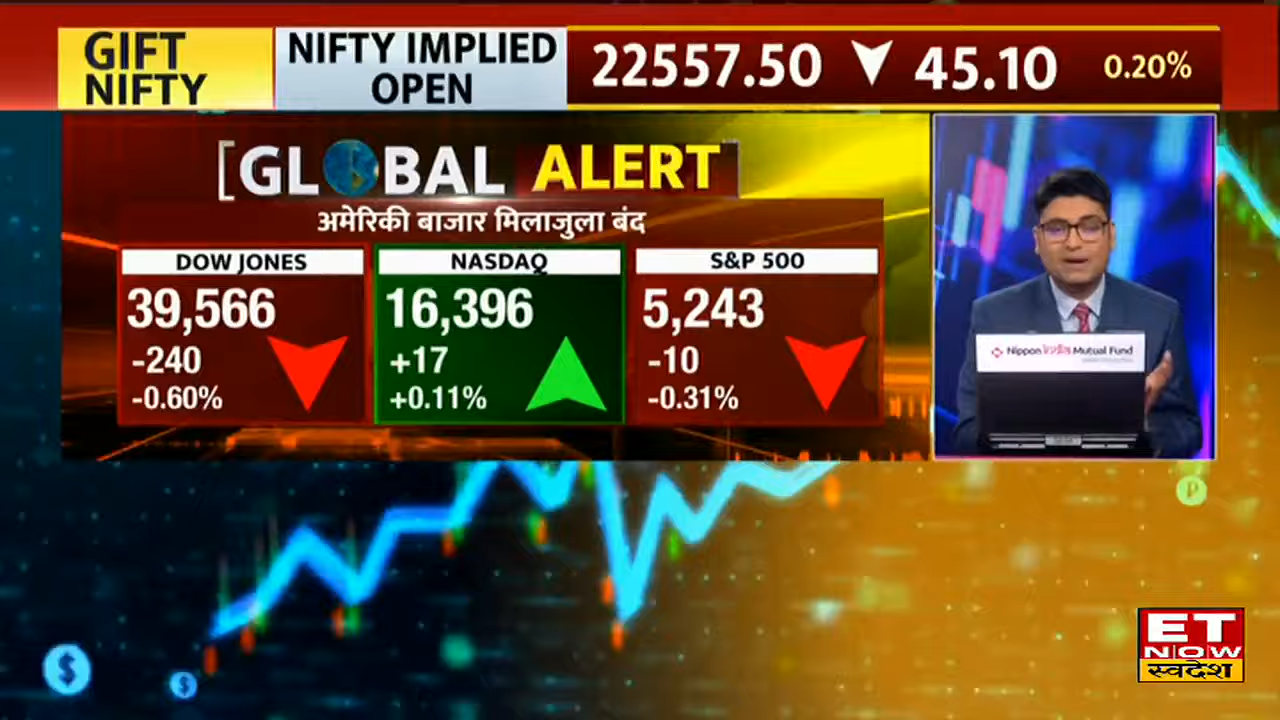 GIFT
NIFTY
NIFTY IMPLIED
OPEN
22557.50
45.10
0.20%
[GLOBAL ALERT]
अमेरिकी बाजार मिलाजुला बंद
DOW JONES
39,566
-240
-0.60%
NASDAQ
16,396
+17
+0.11%
S&P 500
5,243
-10
-0.31%
Nippon india Mutual Fund
P
$
$
ET
NOW
स्वदेश